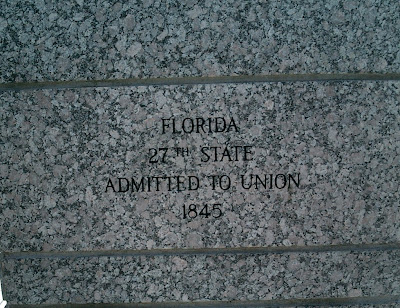 FLORIDA
27TH STATE
ADMITTED TO UNION
1845